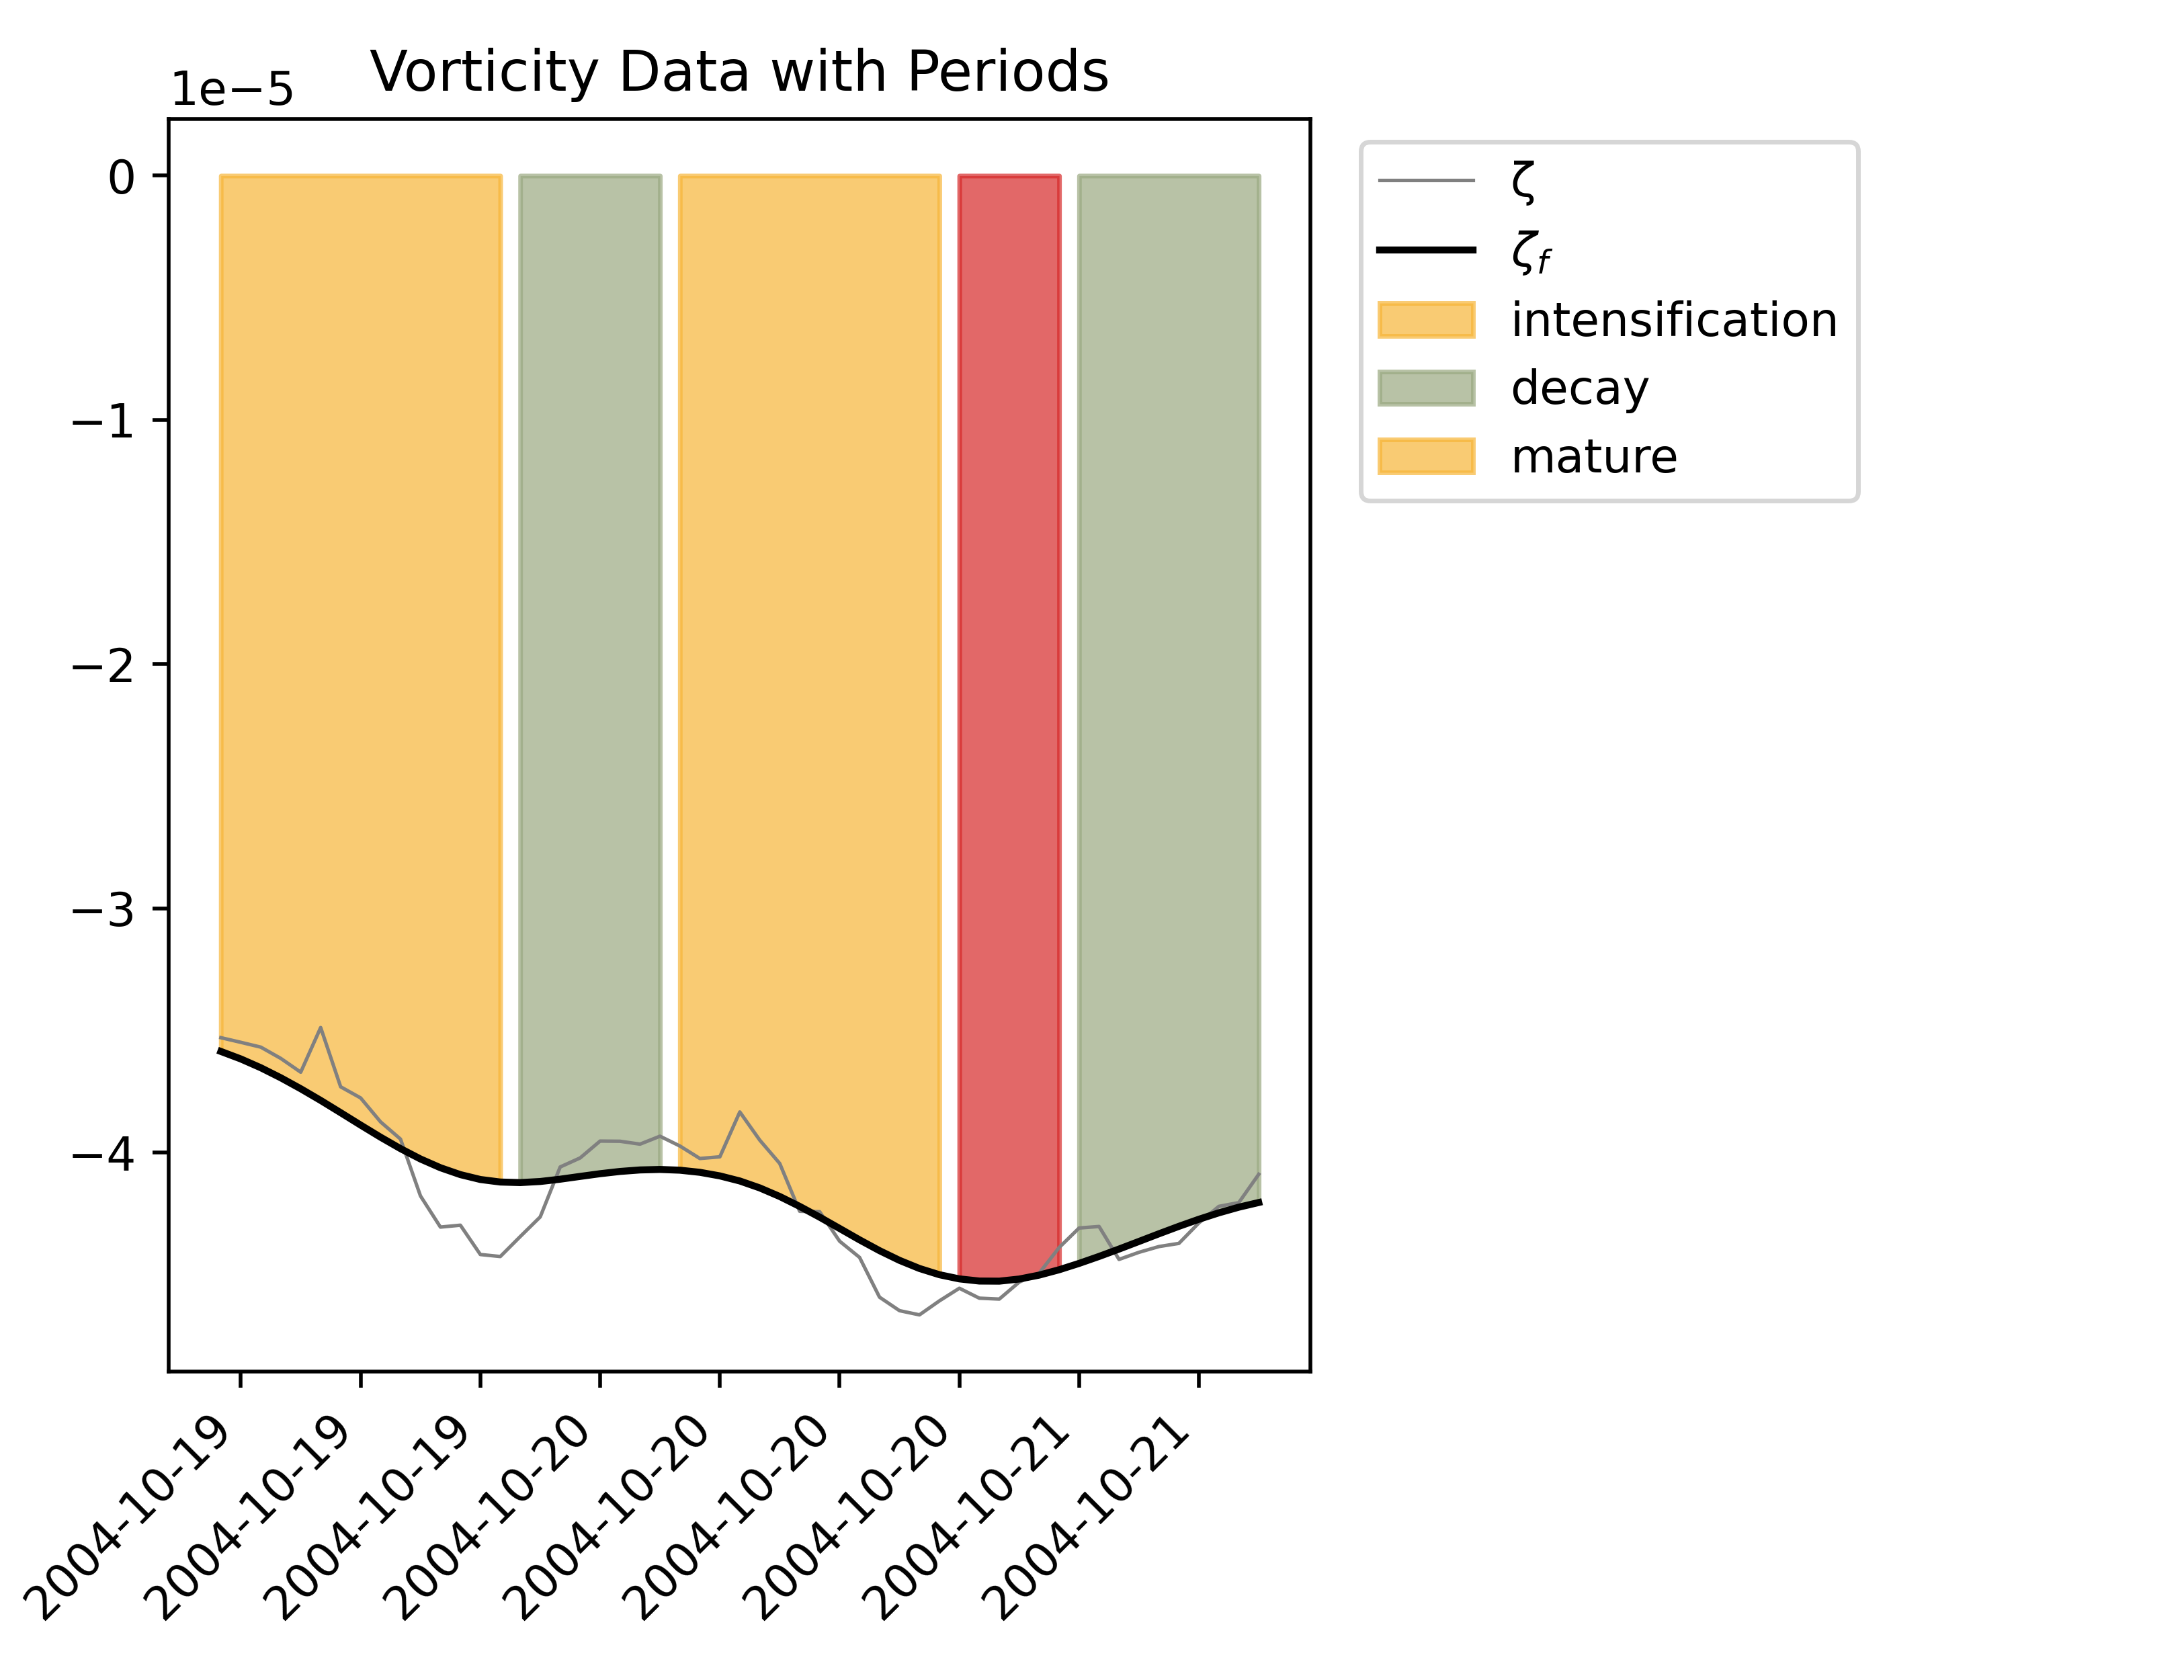 Vorticity Data with Periods
1e−5
0
−1
−2
−3
−4
2004-10-19
2004-10-19
2004-10-19
2004-10-20
2004-10-20
2004-10-20
2004-10-20
2004-10-21
2004-10-21
ζ
ζf
intensification
decay
mature